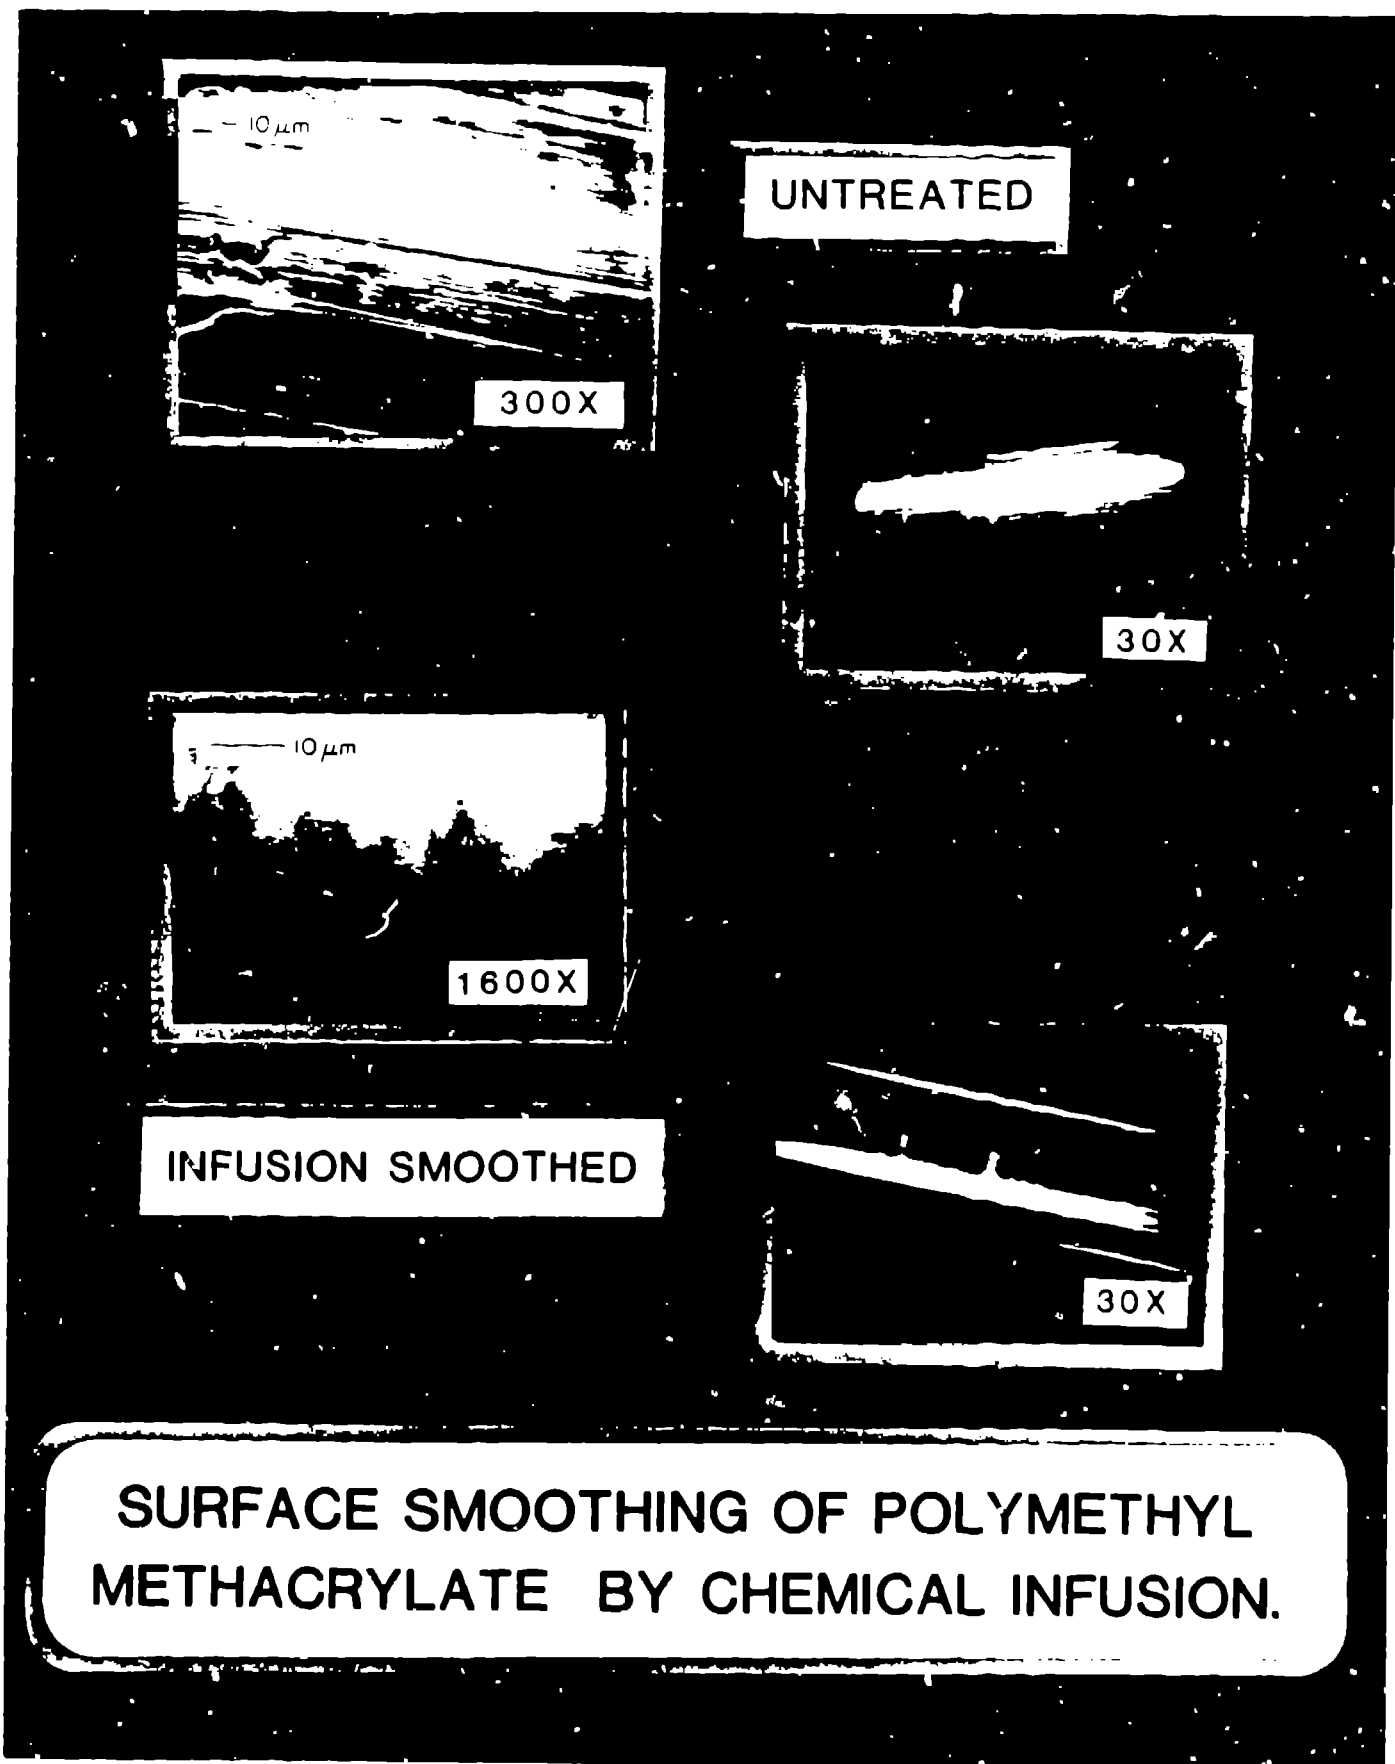 10 µm
UNTREATED
300X
30X
10 µm
1600X
INFUSION SMOOTHED
30X
SURFACE SMOOTHING OF POLYMETHYL
METHACRYLATE BY CHEMICAL INFUSION.